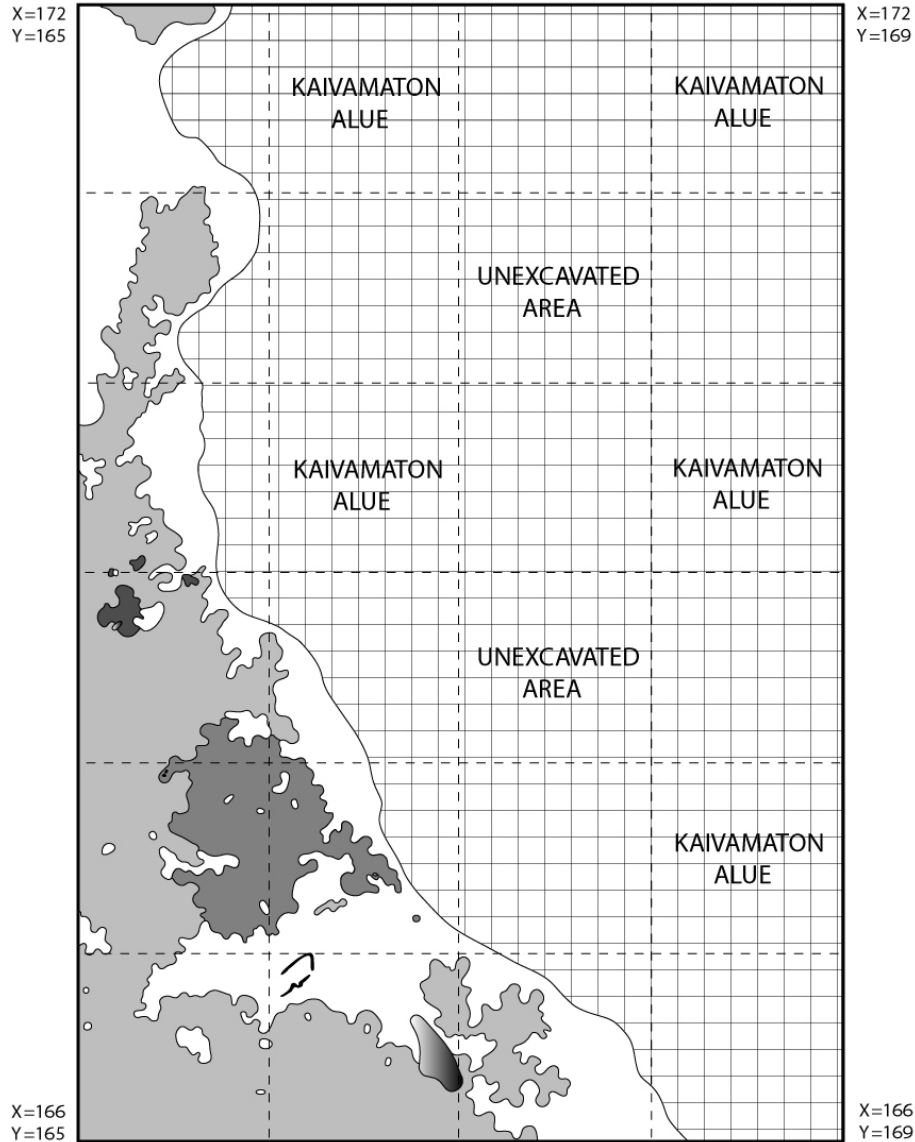 X=172
Y=165
X=172
Y=169
KAIVAMATON
ALUE
KAIVAMATON
ALUE
UNEXCAVATED
AREA
KAIVAMATON
ALUE
KAIVAMATON
ALUE
UNEXCAVATED
AREA
KAIVAMATON
ALUE
X=166
Y=165
X=166
Y=169